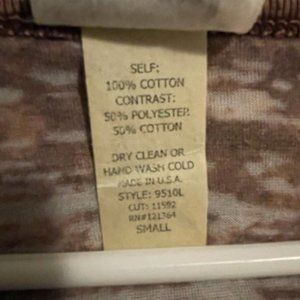 SELF:
100% COTTON
CONTRAST:
50% POLYESTER
50% COTTON
DRY CLEAN OR
HAND WASH COLD
MADE IN U.S.A.
STYLE: 9510L
CUT: 11592
RN#121364
SMALL